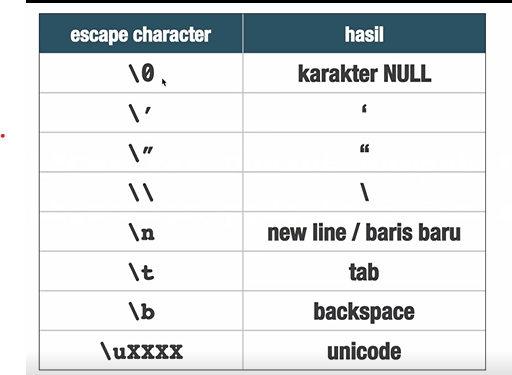 escape character hasil
\0 karakter NULL
\′ ‘
\″ “
\\ \
\n new line / baris baru
\t tab
\b backspace
\uXXXX unicode